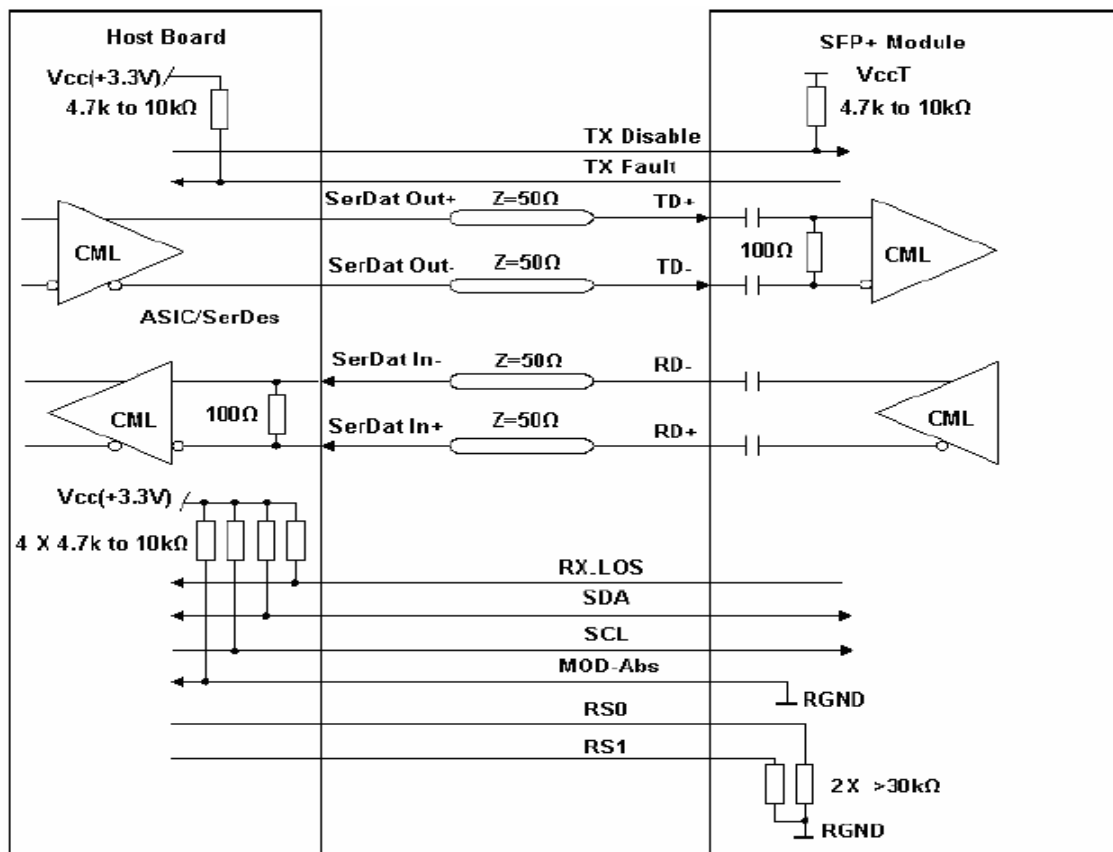 Host Board
SFP+ Module
Vcc(+3.3V)
4.7k to 10kΩ
VccT
4.7k to 10kΩ
TX Disable
TX Fault
SerDat Out+
Z=50Ω
TD+
CML
100Ω
CML
SerDat Out-
Z=50Ω
TD-
ASIC/SerDes
SerDat In-
Z=50Ω
RD-
100Ω
CML
CML
SerDat In+
Z=50Ω
RD+
Vcc(+3.3V)
4 X 4.7k to 10kΩ
RX_LOS
SDA
SCL
MOD-Abs
RGND
RS0
RS1
2X >30kΩ
RGND